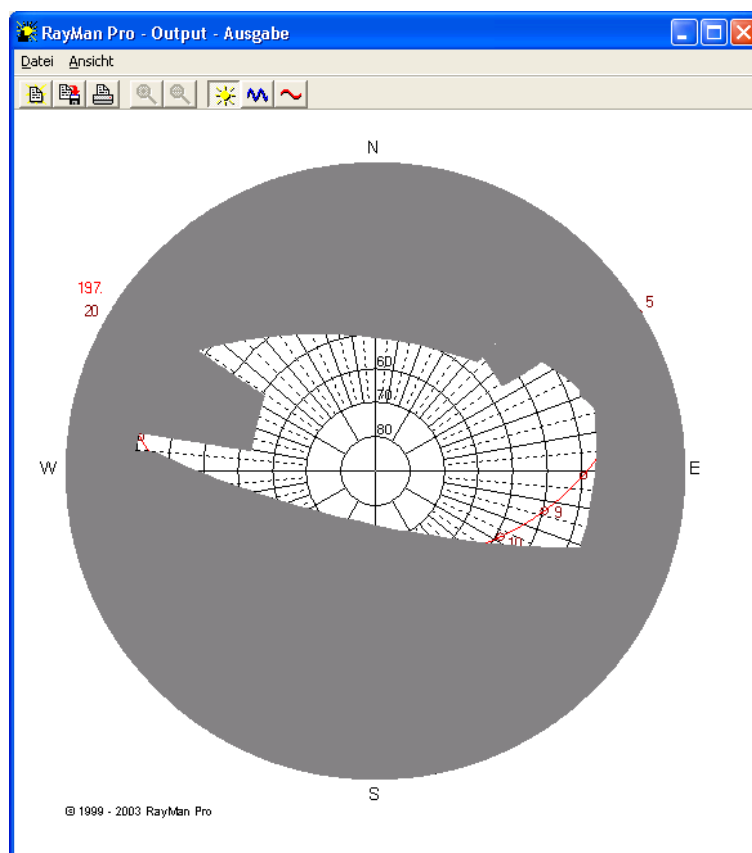 RayMan Pro - Output - Ausgabe
Datei Ansicht
N
197.
20
5
60
70
80
W
E
9
10
S
© 1999 - 2003 RayMan Pro